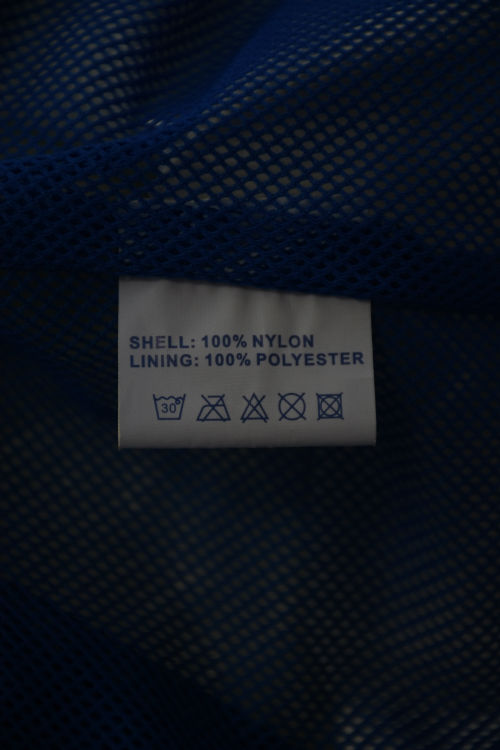 SHELL: 100% NYLON
LINING: 100% POLYESTER
30°